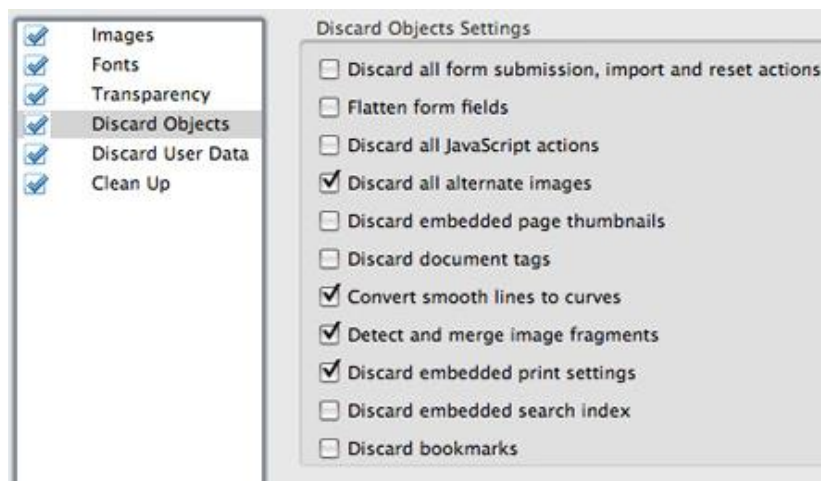 Images
Fonts
Transparency
Discard Objects
Discard User Data
Clean Up
Discard Objects Settings
Discard all form submission, import and reset actions
Flatten form fields
Discard all JavaScript actions
Discard all alternate images
Discard embedded page thumbnails
Discard document tags
Convert smooth lines to curves
Detect and merge image fragments
Discard embedded print settings
Discard embedded search index
Discard bookmarks